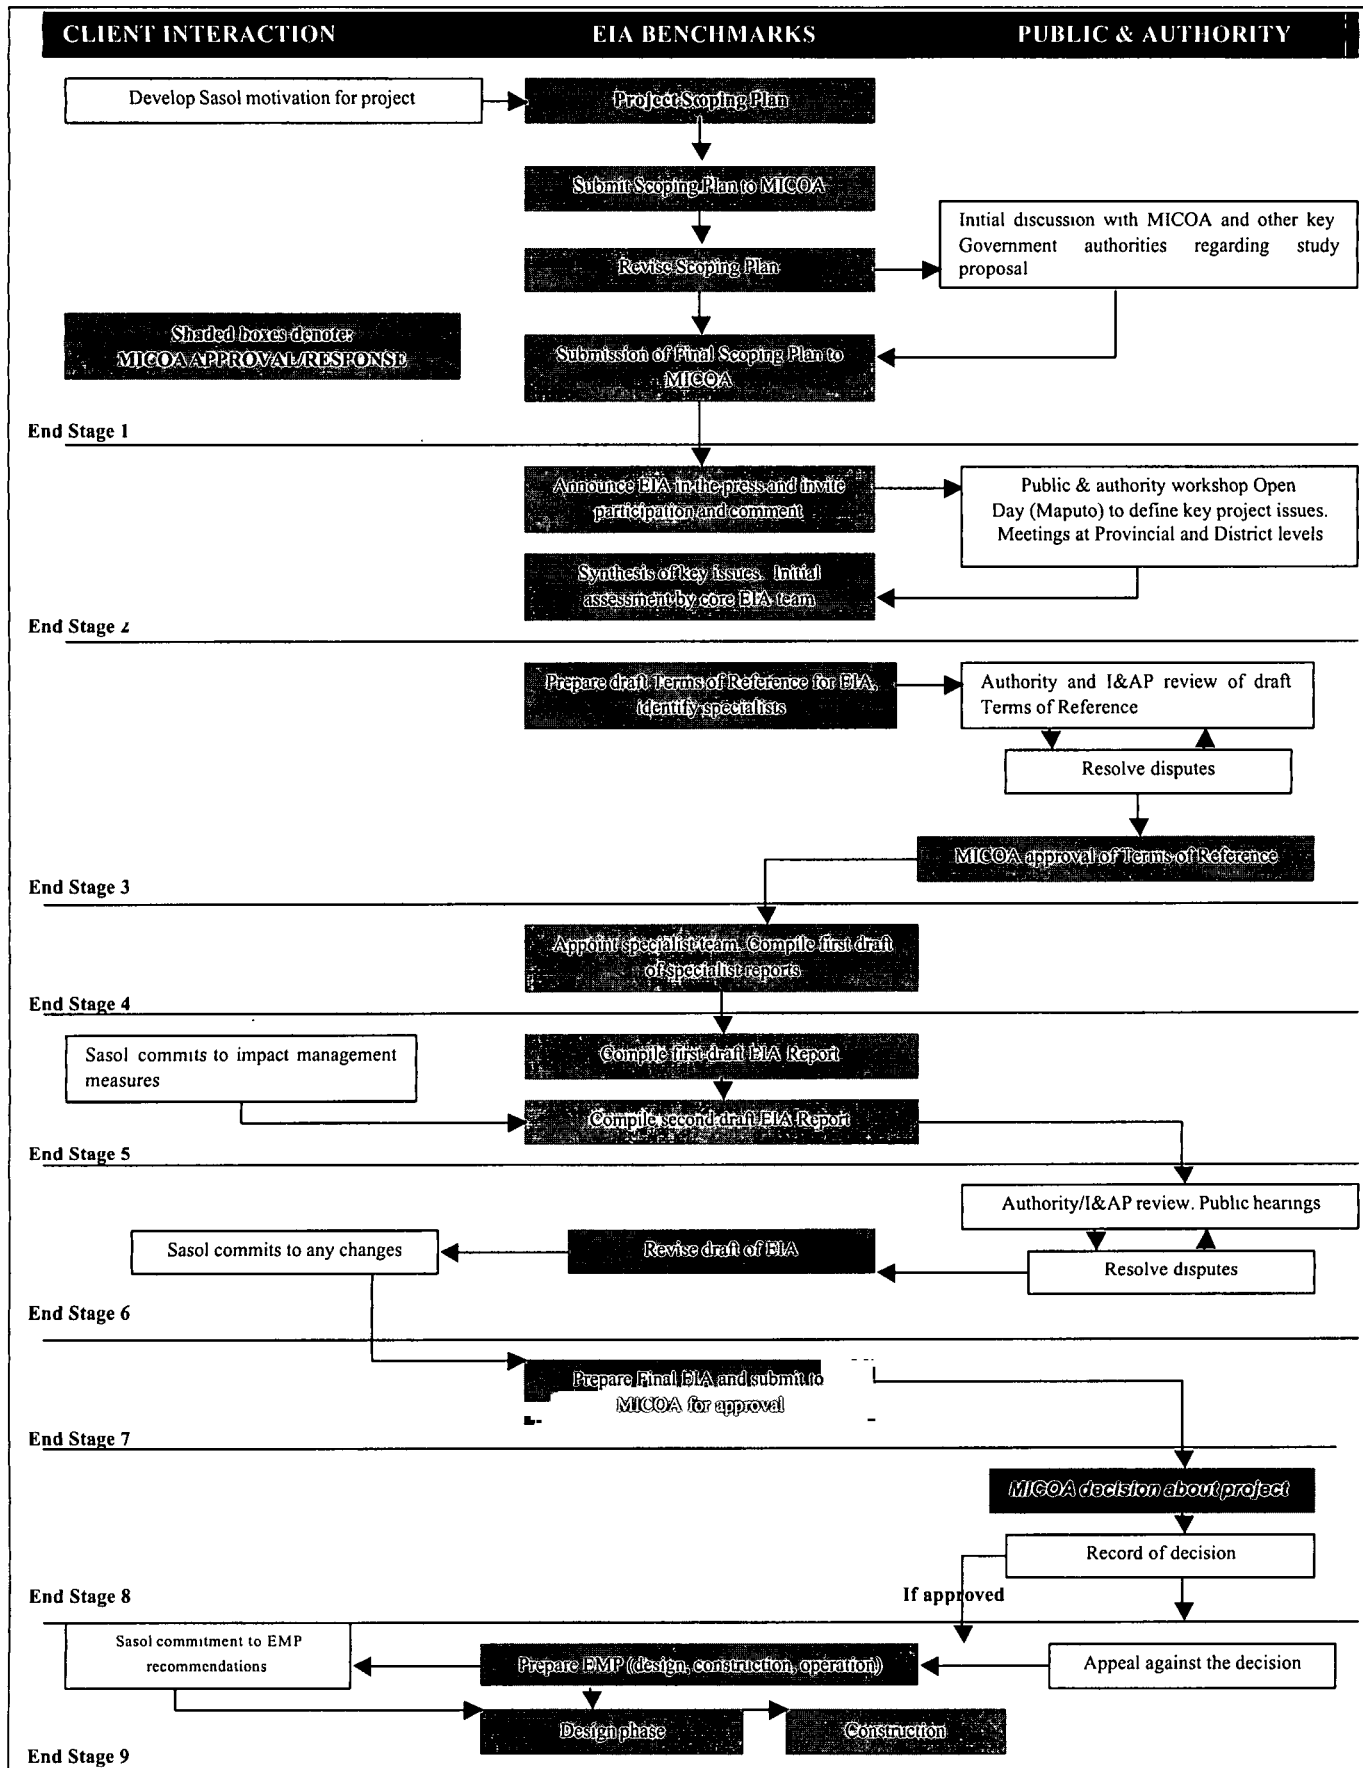 CLIENT INTERACTION EIA BENCHMARKS PUBLIC & AUTHORITY
Develop Sasol motivation for project
Project Scoping Plan
Submit Scoping Plan to MICOA
Initial discussion with MICOA and other key
Government authorities regarding study
proposal
Revise Scoping Plan
Shaded boxes denote:
MICOA APPROVAL/RESPONSE
Submission of Final Scoping Plan to
MICOA
End Stage 1
Announce EIA in the press and invite
participation and comment
Public & authority workshop Open
Day (Maputo) to define key project issues.
Meetings at Provincial and District levels
Synthesis of key issues. Initial
assessment by core EIA team
End Stage 2
Prepare draft Terms of Reference for EIA,
identify specialists
Authority and I&AP review of draft
Terms of Reference
Resolve disputes
MICOA approval of Terms of Reference
End Stage 3
Appoint specialist team. Compile first draft
of specialist reports
End Stage 4
Sasol commits to impact management
measures
Compile first draft EIA Report
Compile second draft EIA Report
End Stage 5
Authority/I&AP review. Public hearings
Sasol commits to any changes
Revise draft of EIA
Resolve disputes
End Stage 6
Prepare Final EIA and submit to
MICOA for approval
End Stage 7
MICOA decision about project
Record of decision
End Stage 8
If approved
Sasol commitment to EMP
recommendations
Prepare EMP (design, construction, operation)
Appeal against the decision
Design phase
Construction
End Stage 9